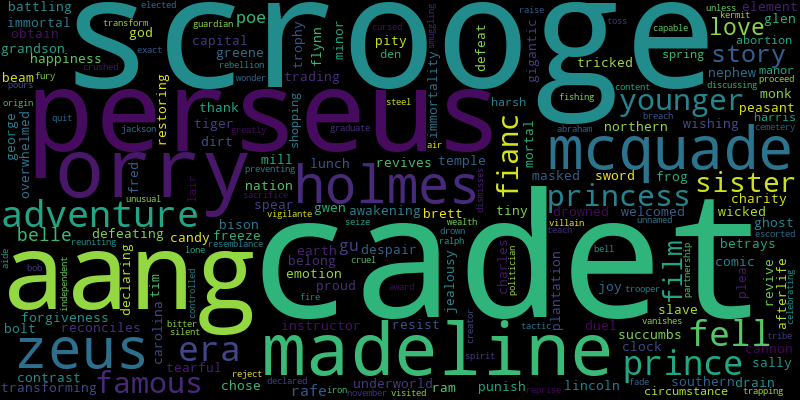 battling
scrooge
poe
guardian
transform
elected
immortal
god
exact
cursed
obtain
grandson
fury
capital
flynn
minor
pity
den
smuggling
raise
toss
kermit
unless
element
capable
love
glen
abortion
happiness
crushed
rebellion
greene
wonder
trophy
defeat
gigantic
tricked
spring
story
content
discussing
nephew
manor
beam
pours
trading
steel
fishing
proceed
origin
perseus
younger
breach
monk
george
quit
restoring
thank
shopping
immortality
harsh
peasant
jackson
greatly
graduate
air
tiger
northern
abraham
harris
cemetery
overwhelmed
dirt
wishing
orry
mill
lunch
revives
temple
fianc
mortal
mcquade
fred
preventing
holmes
dismisses
masked
sword
frog
sister
lair
nation
sacrifice
princess
charity
spear
gwen
awakening
brett
tiny
drowned
welcomed
wicked
adventure
unusual
bison
vigilante
seize
wealth
villain
unnamed
ghost
escorted
belle
defeating
freeze
drown
ralph
teach
bell
betrays
aide
reuniting
candy
resemblance
earth
gu
despair
jealousy
cruel
charles
politician
plantation
joy
trooper
film
partnership
comic
plea
revive
afterlife
aang
cadet
bob
independent
declaring
tim
lone
controlled
emotion
belong
proud
fire
award
forgiveness
bolt
reconciles
carolina
bitter
silent
instructor
resist
creator
tactic
duel
slave
vanishes
cannon
tribe
celebrating
zeus
era
madeline
spirit
succumbs
fell
clock
sally
contrast
tearful
reject
underworld
prince
transforming
famous
chose
declared
rafe
iron
november
visited
ram
punish
reprise
lincoln
fade
southern
drain
circumstance
trapping